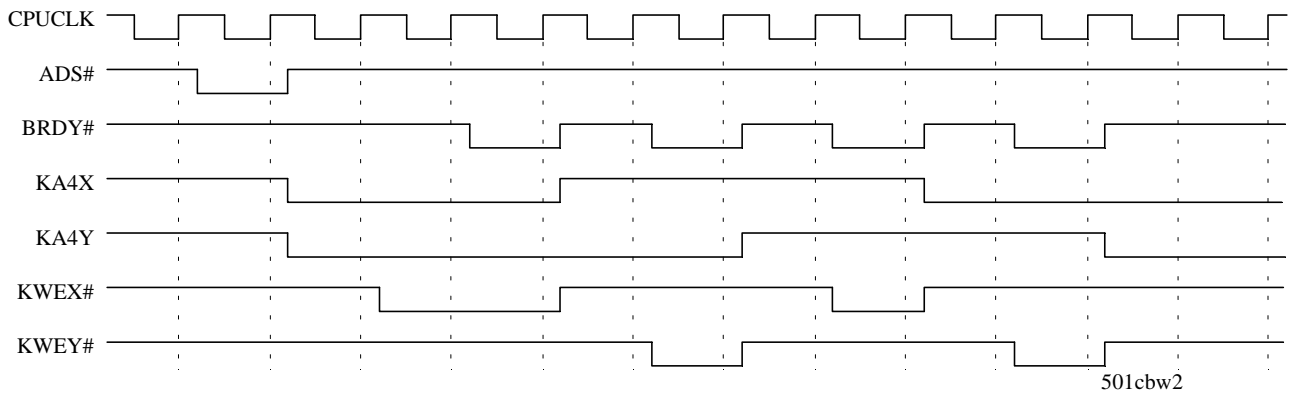 CPUCLK
ADS#
BRDY#
KA4X
KA4Y
KWEX#
KWEY#
501cbw2